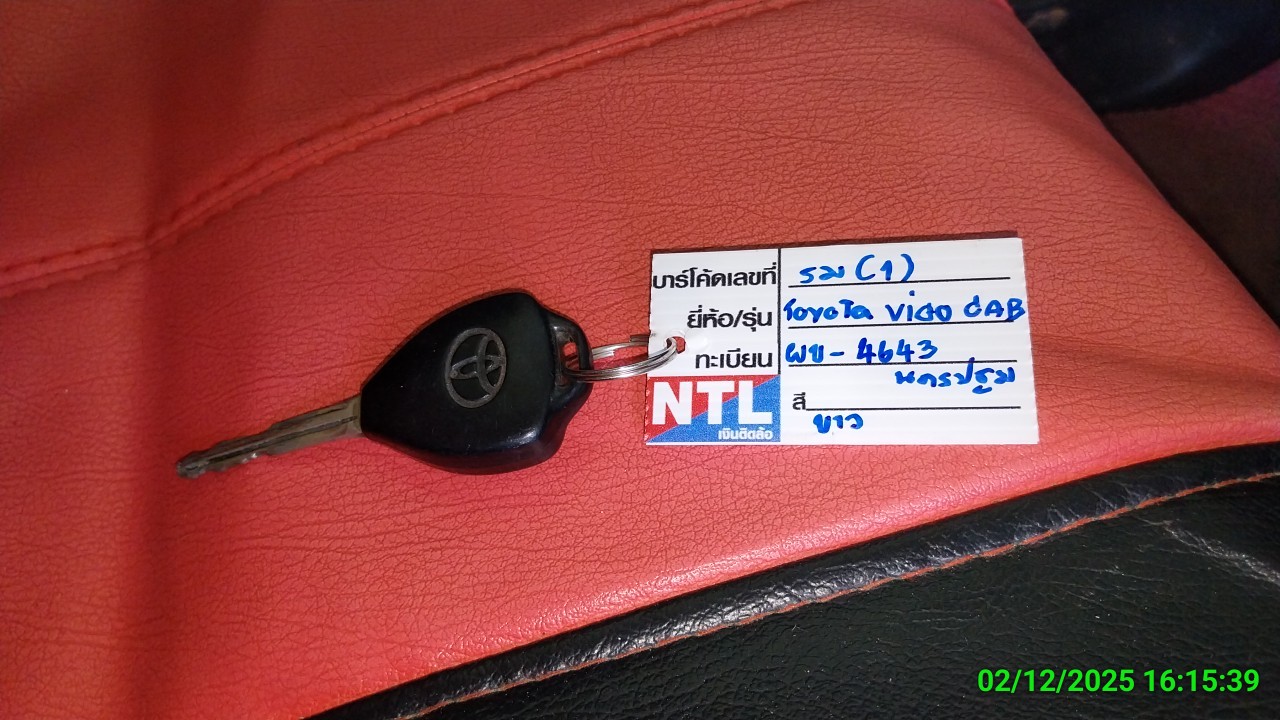 บาร์โค้ดเลขที่ รม (1)
ยี่ห้อ/รุ่น Toyota Vigo CAB
ทะเบียน ผข - 4643
นครปฐม
สี ขาว
NTL
เงินติดล้อ
02/12/2025 16:15:39